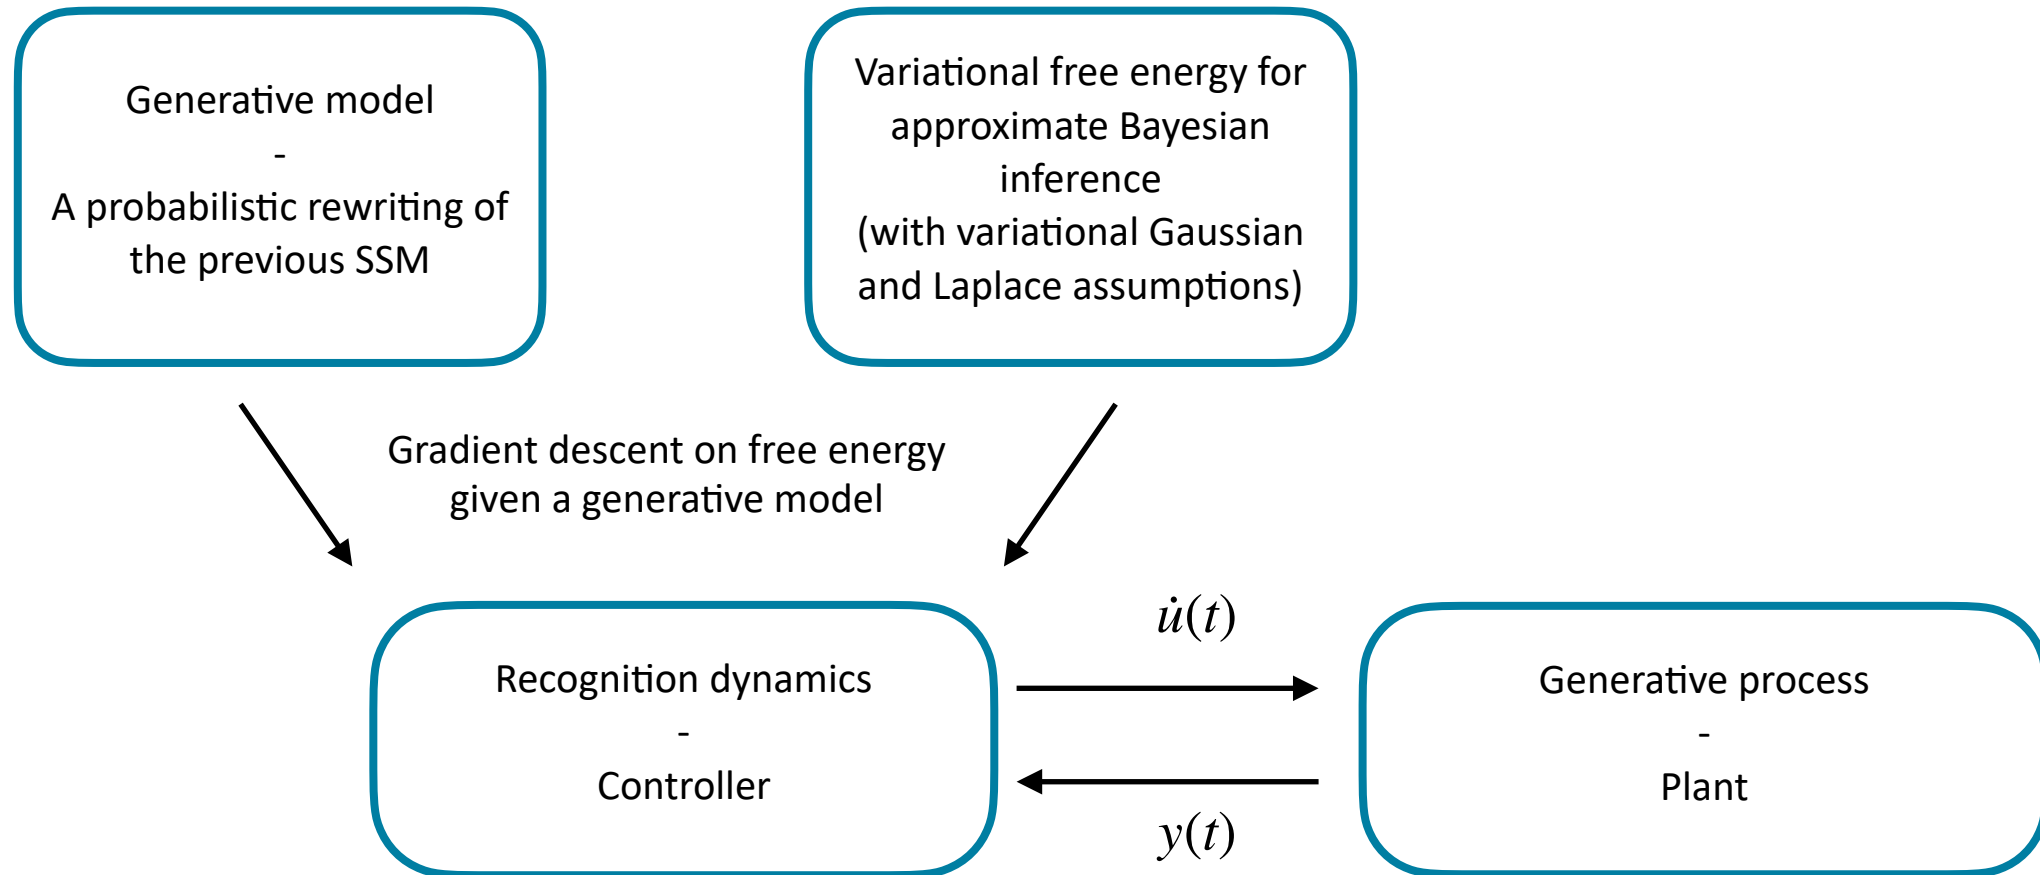 Generative model
-
A probabilistic rewriting of
the previous SSM
Variational free energy for
approximate Bayesian
inference
(with variational Gaussian
and Laplace assumptions)
Gradient descent on free energy
given a generative model
Recognition dynamics
-
Controller
u̇(t)
y(t)
Generative process
-
Plant